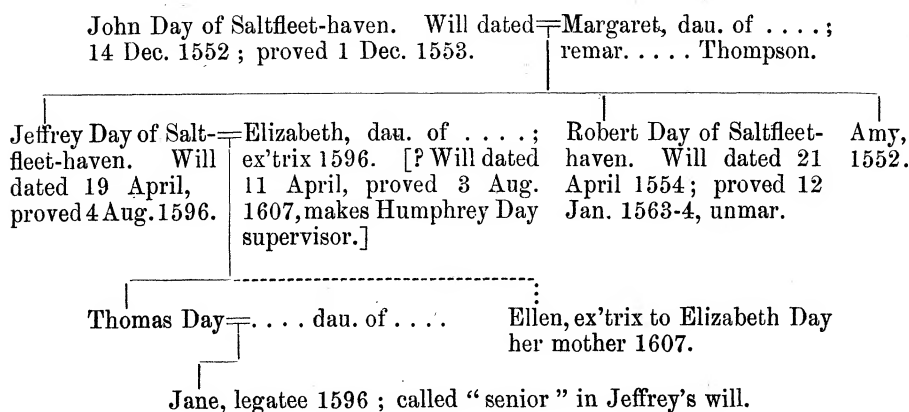 John Day of Saltfleet-haven. Will dated=Margaret, dau. of . . . . ;
14 Dec. 1552 ; proved 1 Dec. 1553.
remar. . . . . Thompson.
Jeffrey Day of Salt-
fleet-haven. Will
dated 19 April,
proved 4 Aug. 1596.
=Elizabeth, dau. of . . . . ;
ex'trix 1596. [? Will dated
11 April, proved 3 Aug.
1607, makes Humphrey Day
supervisor.]
Robert Day of Saltfleet-
haven. Will dated 21
April 1554 ; proved 12
Jan. 1563-4, unmar.
Amy,
1552.
Thomas Day=. . . . dau. of . . . .
Ellen, ex'trix to Elizabeth Day
her mother 1607.
Jane, legatee 1596 ; called “ senior ” in Jeffrey's will.